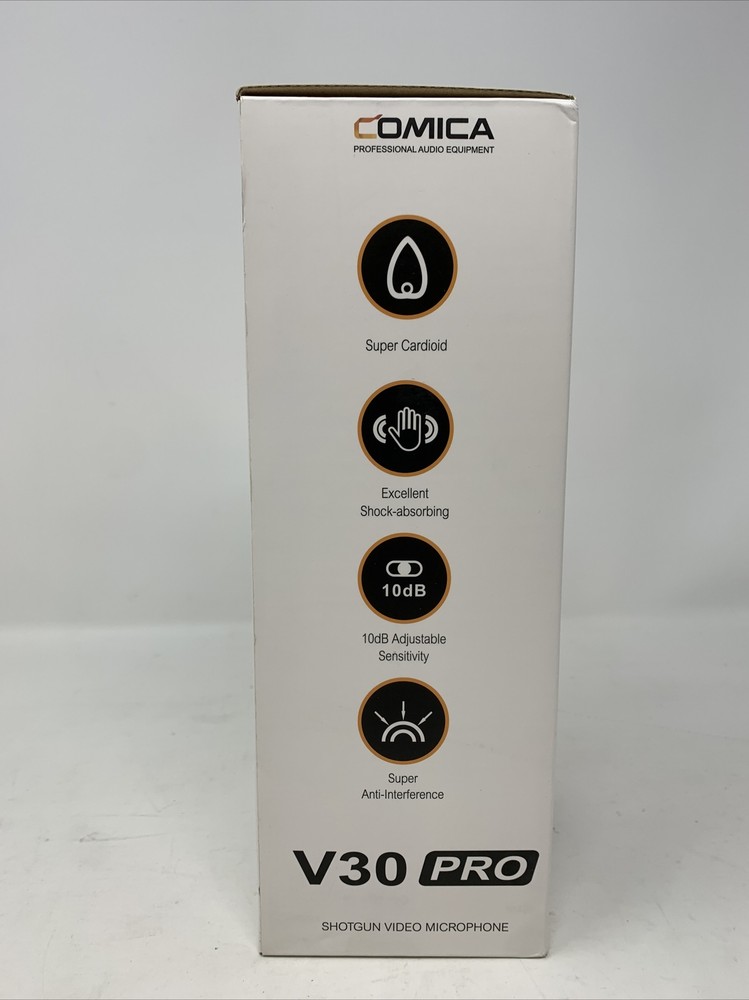 COMICA
PROFESSIONAL AUDIO EQUIPMENT
Super Cardioid
Excellent
Shock-absorbing
10dB
10dB Adjustable
Sensitivity
Super
Anti-Interference
V30 PRO
SHOTGUN VIDEO MICROPHONE